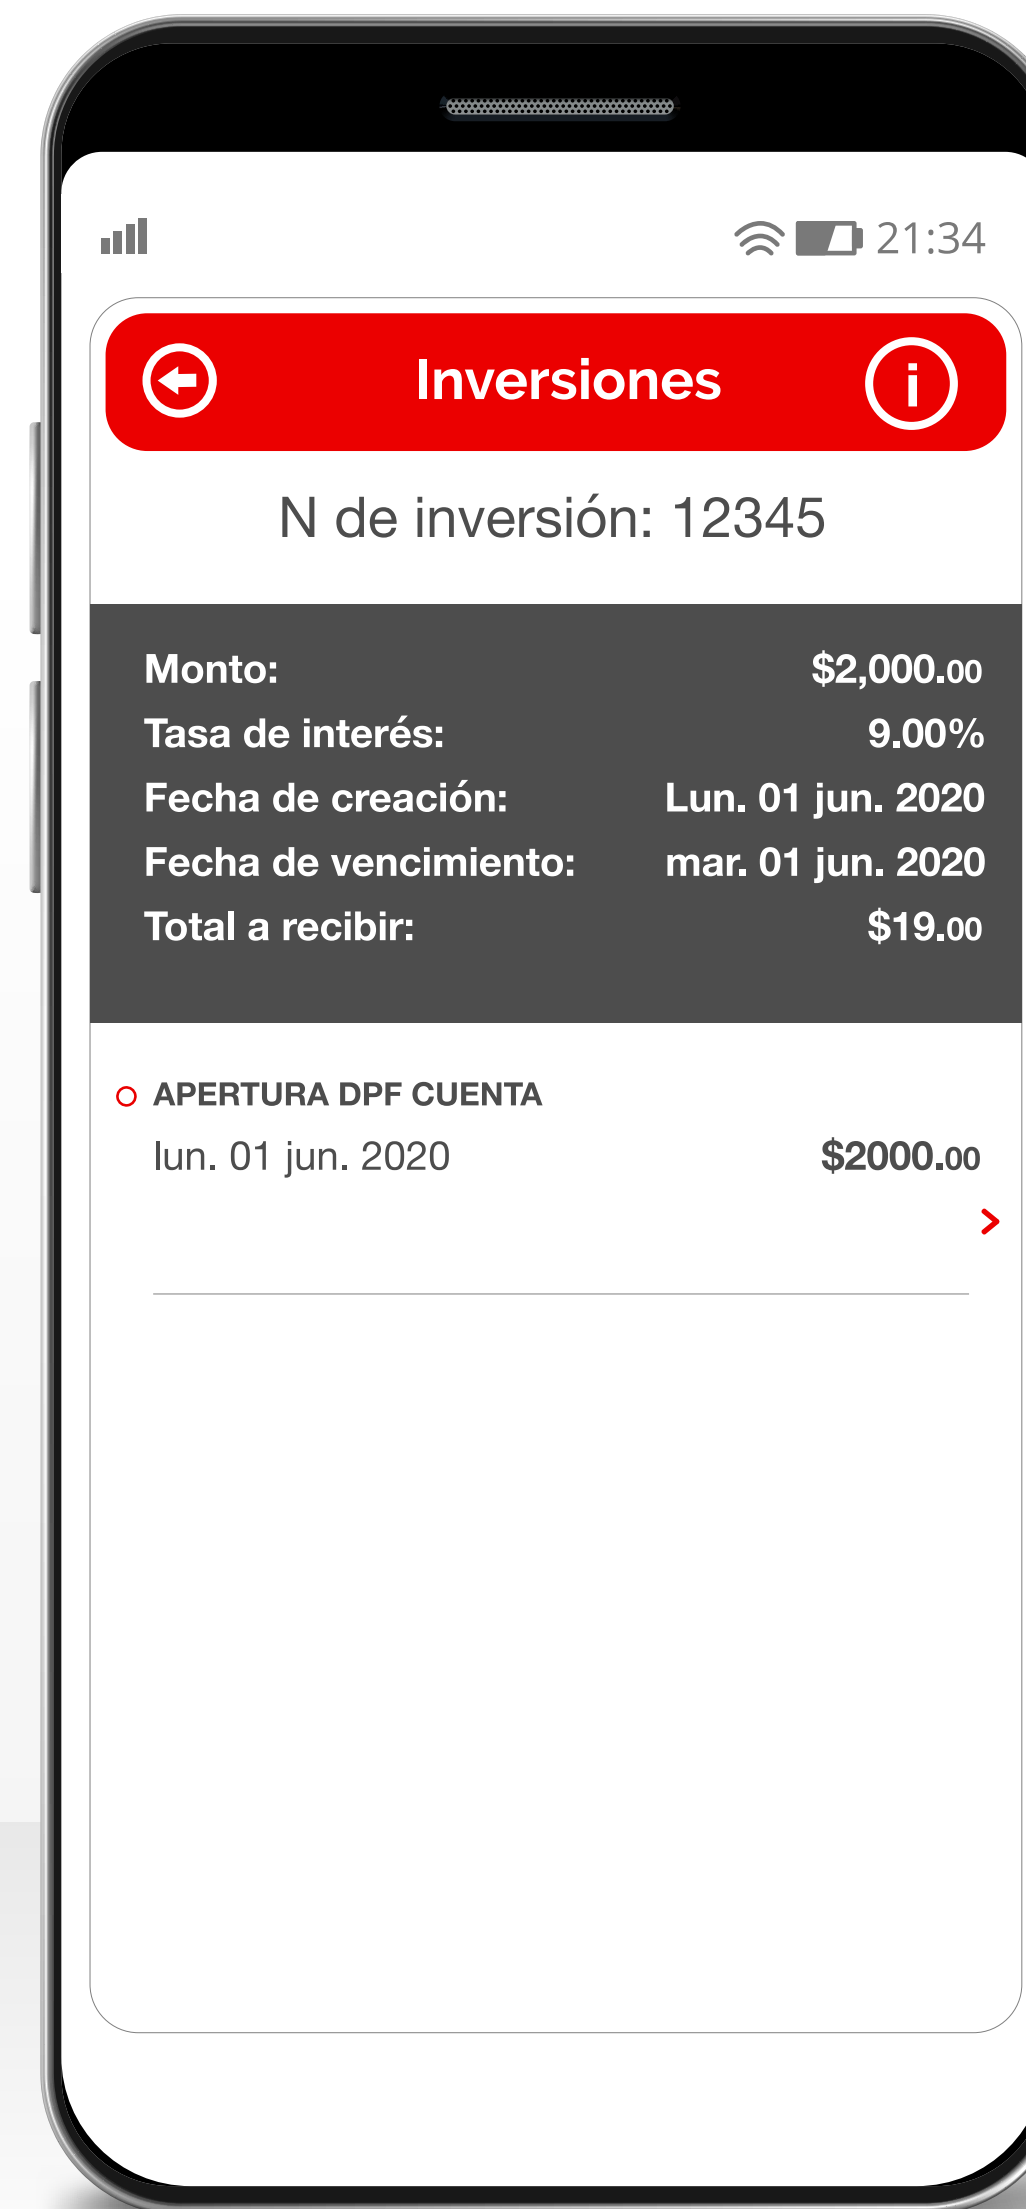 21:34
Inversiones
i
N de inversión: 12345
Monto: $2,000.00
Tasa de interés: 9.00%
Fecha de creación: Lun. 01 jun. 2020
Fecha de vencimiento: mar. 01 jun. 2020
Total a recibir: $19.00
APERTURA DPF CUENTA
lun. 01 jun. 2020 $2000.00